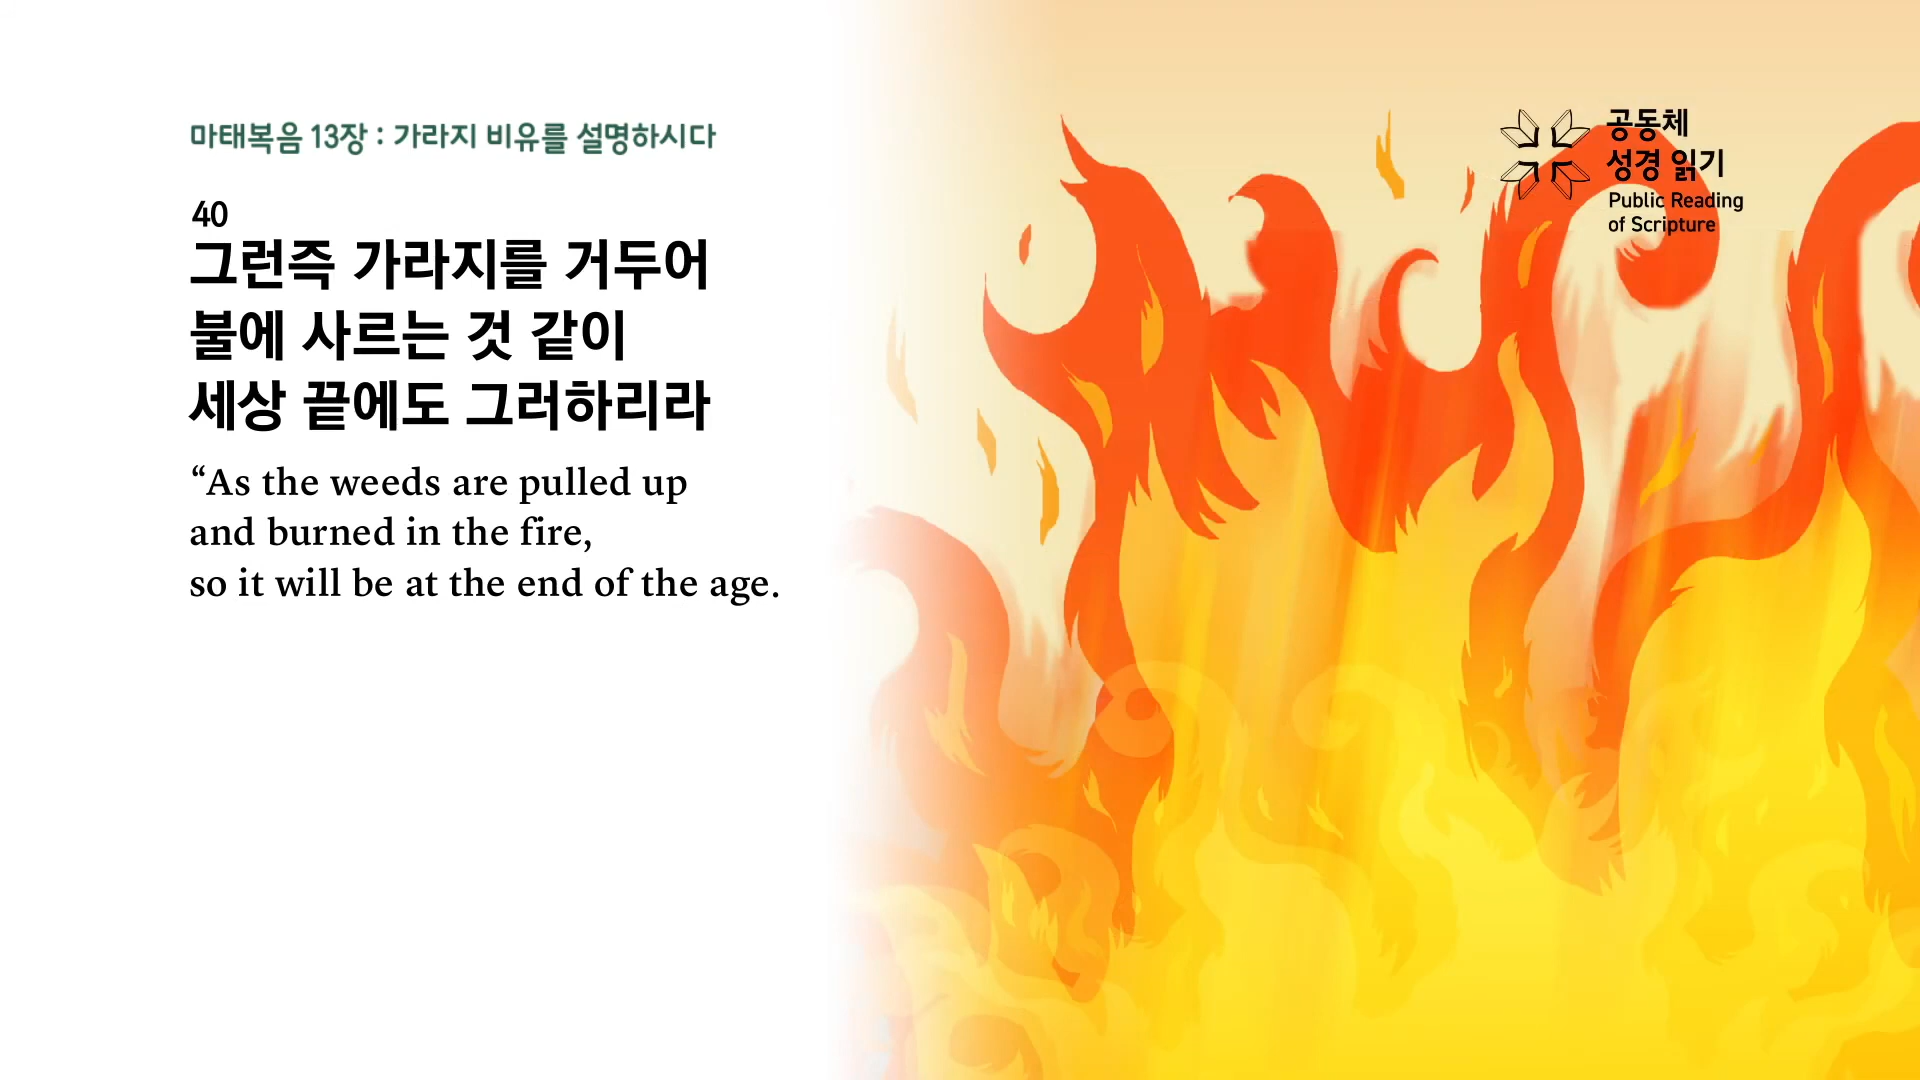 마태복음 13장 : 가라지 비유를 설명하시다
40
그런즉 가라지를 거두어
불에 사르는 것 같이
세상 끝에도 그러하리라
“As the weeds are pulled up
and burned in the fire,
so it will be at the end of the age.
공동체
성경 읽기
Public Reading
of Scripture